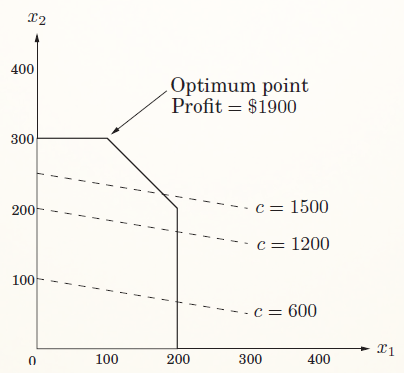 x₂
400
Optimum point
Profit = $1900
300
200
c = 1500
c = 1200
100
c = 600
x₁
0
100
200
300
400